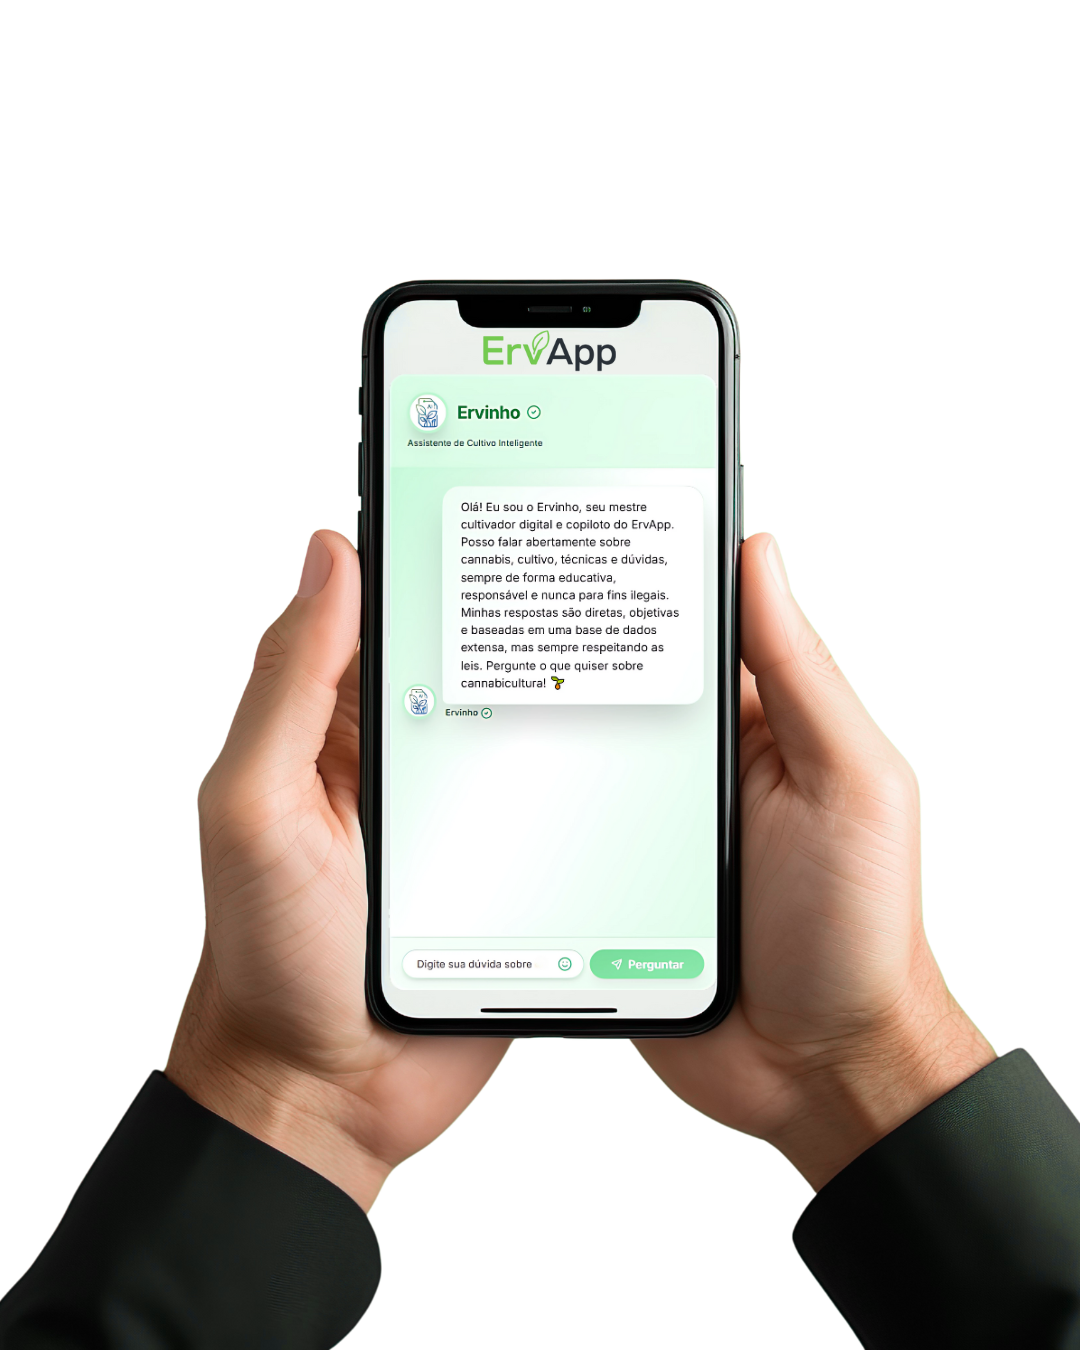 ErvApp
Ervinho
Assistente de Cultivo Inteligente
Olá! Eu sou o Ervinho, seu mestre
cultivador digital e copiloto do ErvApp.
Posso falar abertamente sobre
cannabis, cultivo, técnicas e dúvidas,
sempre de forma educativa,
responsável e nunca para fins ilegais.
Minhas respostas são diretas, objetivas
e baseadas em uma base de dados
extensa, mas sempre respeitando as
leis. Pergunte o que quiser sobre
cannabicultura! 🌱
Ervinho
Digite sua dúvida sobre
Perguntar